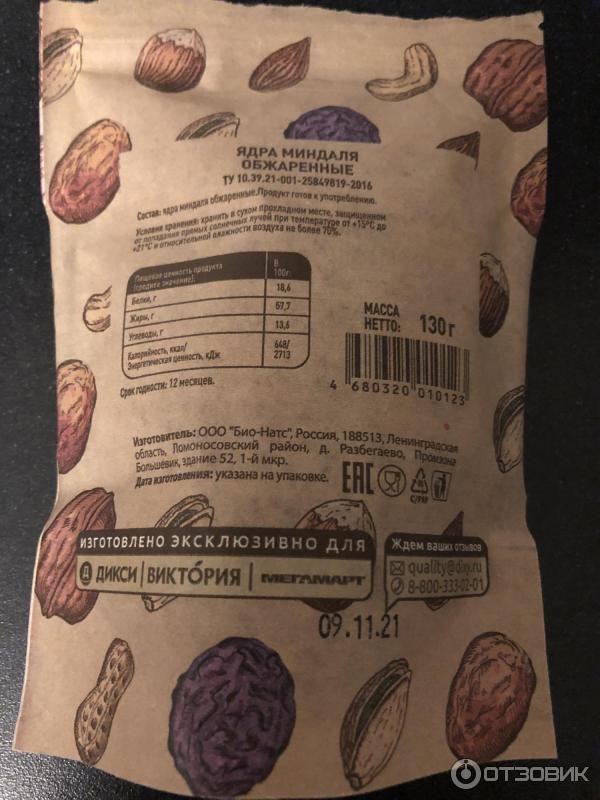 ЯДРА МИНДАЛЯ
ОБЖАРЕННЫЕ
ТУ 10.39.21-001-25849819-2016
Состав: ядра миндаля обжаренные.Продукт готов к употреблению.
Условия хранения: хранить в сухом прохладном месте, защищенном
от попадания прямых солнечных лучей при температуре от +15°С до
+21°С и относительной влажности воздуха не более 70%.
Пищевая ценность продукта (среднее значение): В 100г:
Белки, г 18,6
Жиры, г 57,7
Углеводы, г 13,6
Калорийность, ккал/ 648/
Энергетическая ценность, кДж 2713
Срок годности: 12 месяцев.
МАССА
НЕТТО: 130 г
4 680320 010123
Изготовитель: ООО "Био-Натс", Россия, 188513, Ленинградская
область, Ломоносовский район, д. Разбегаево, Промзона
Большевик, здание 52, 1-й мкр.
Дата изготовления: указана на упаковке.
EAC
C/PAP
ИЗГОТОВЛЕНО ЭКСКЛЮЗИВНО ДЛЯ
Д ДИКСИ | ВИКТО́РИЯ | МЕГАМАРТ
Ждем ваших отзывов
quality@dixy.ru
8-800-333-02-01
09.11.21
ОТЗОВИК